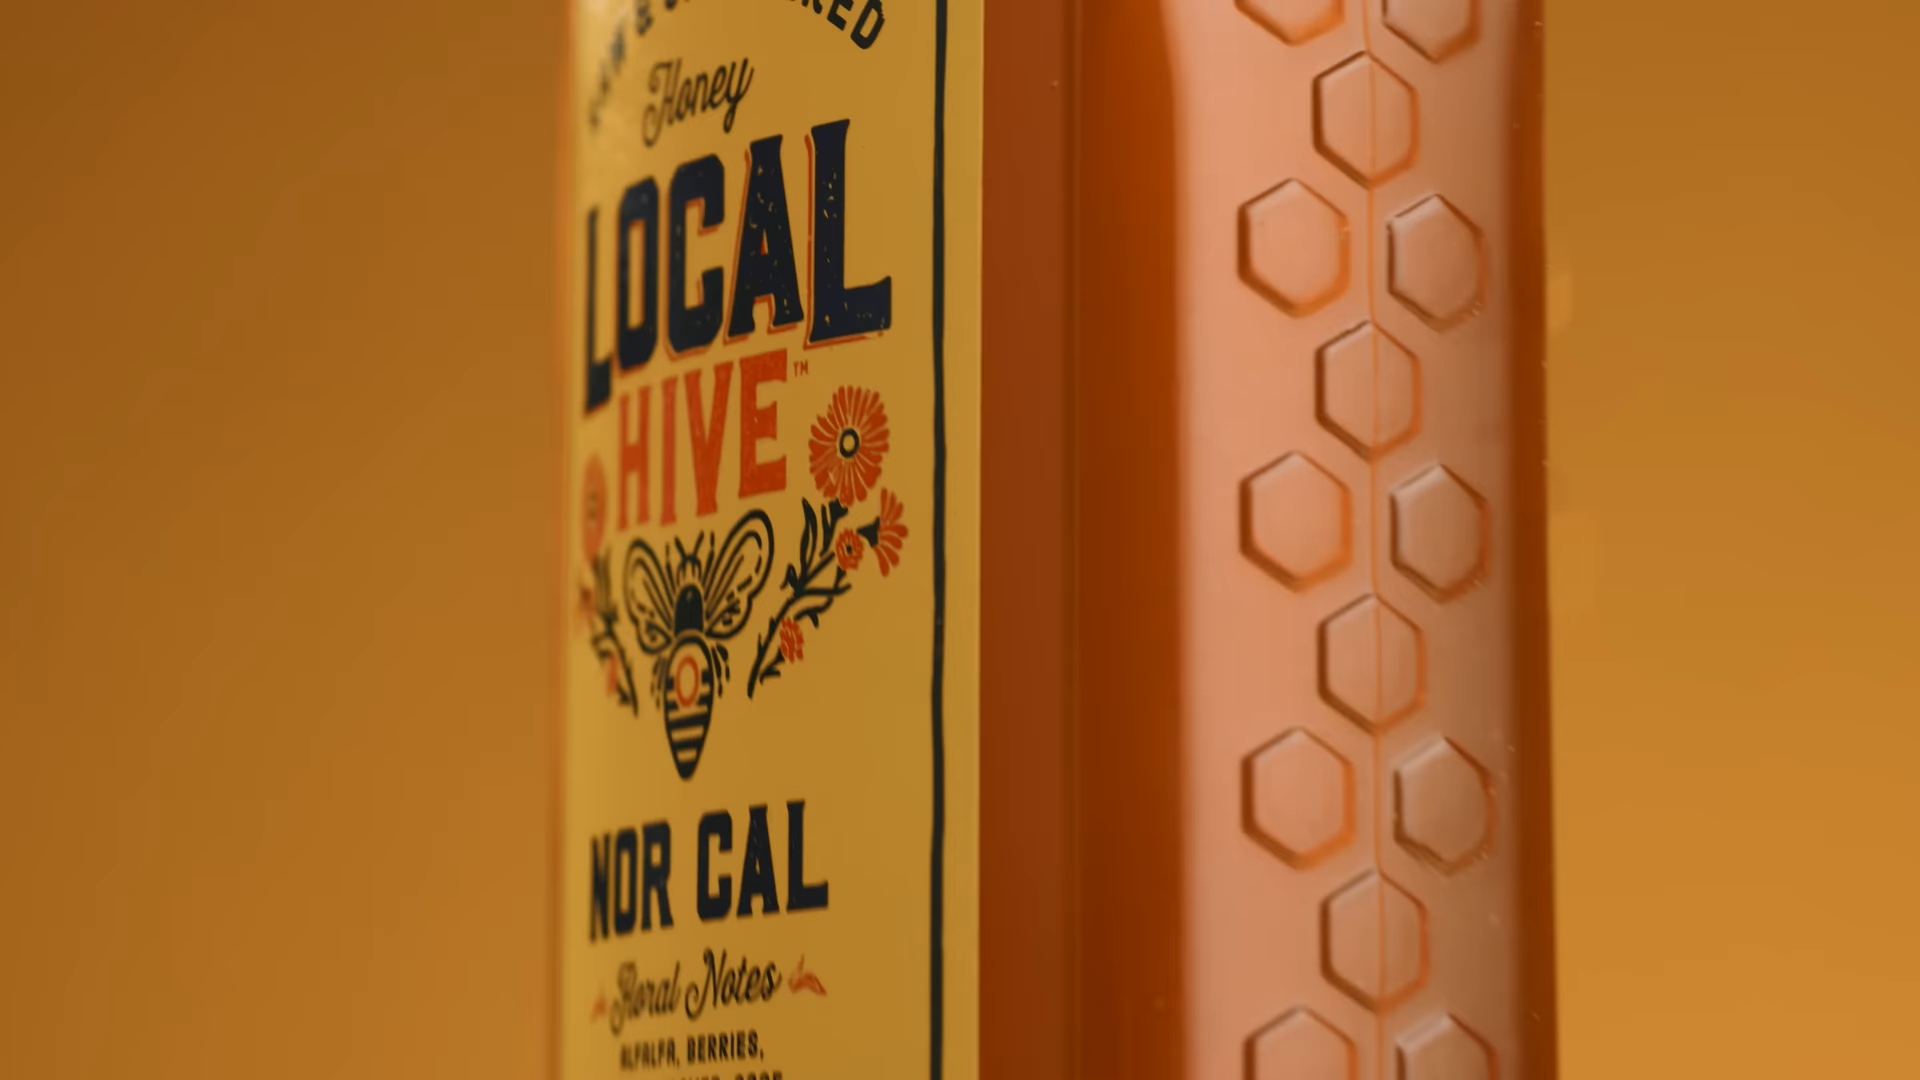 Honey
LOCAL
HIVE™
NOR CAL
Floral Notes
ALFALFA, BERRIES,